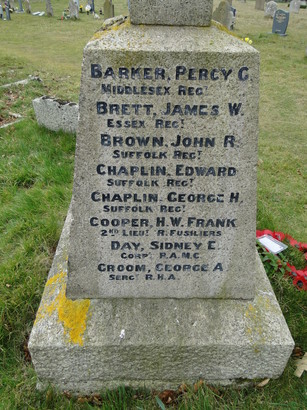 BARKER, PERCY G.
MIDDLESEX REGT
BRETT, JAMES W.
ESSEX REGT
BROWN, JOHN R.
SUFFOLK REGT
CHAPLIN, EDWARD
SUFFOLK REGT
CHAPLIN, GEORGE H.
SUFFOLK REGT
COOPER, H.W. FRANK
2ND LIEUT R. FUSILIERS
DAY, SIDNEY E.
CORPL R.A.M.C.
GROOM, GEORGE A.
SERGT R.H.A.